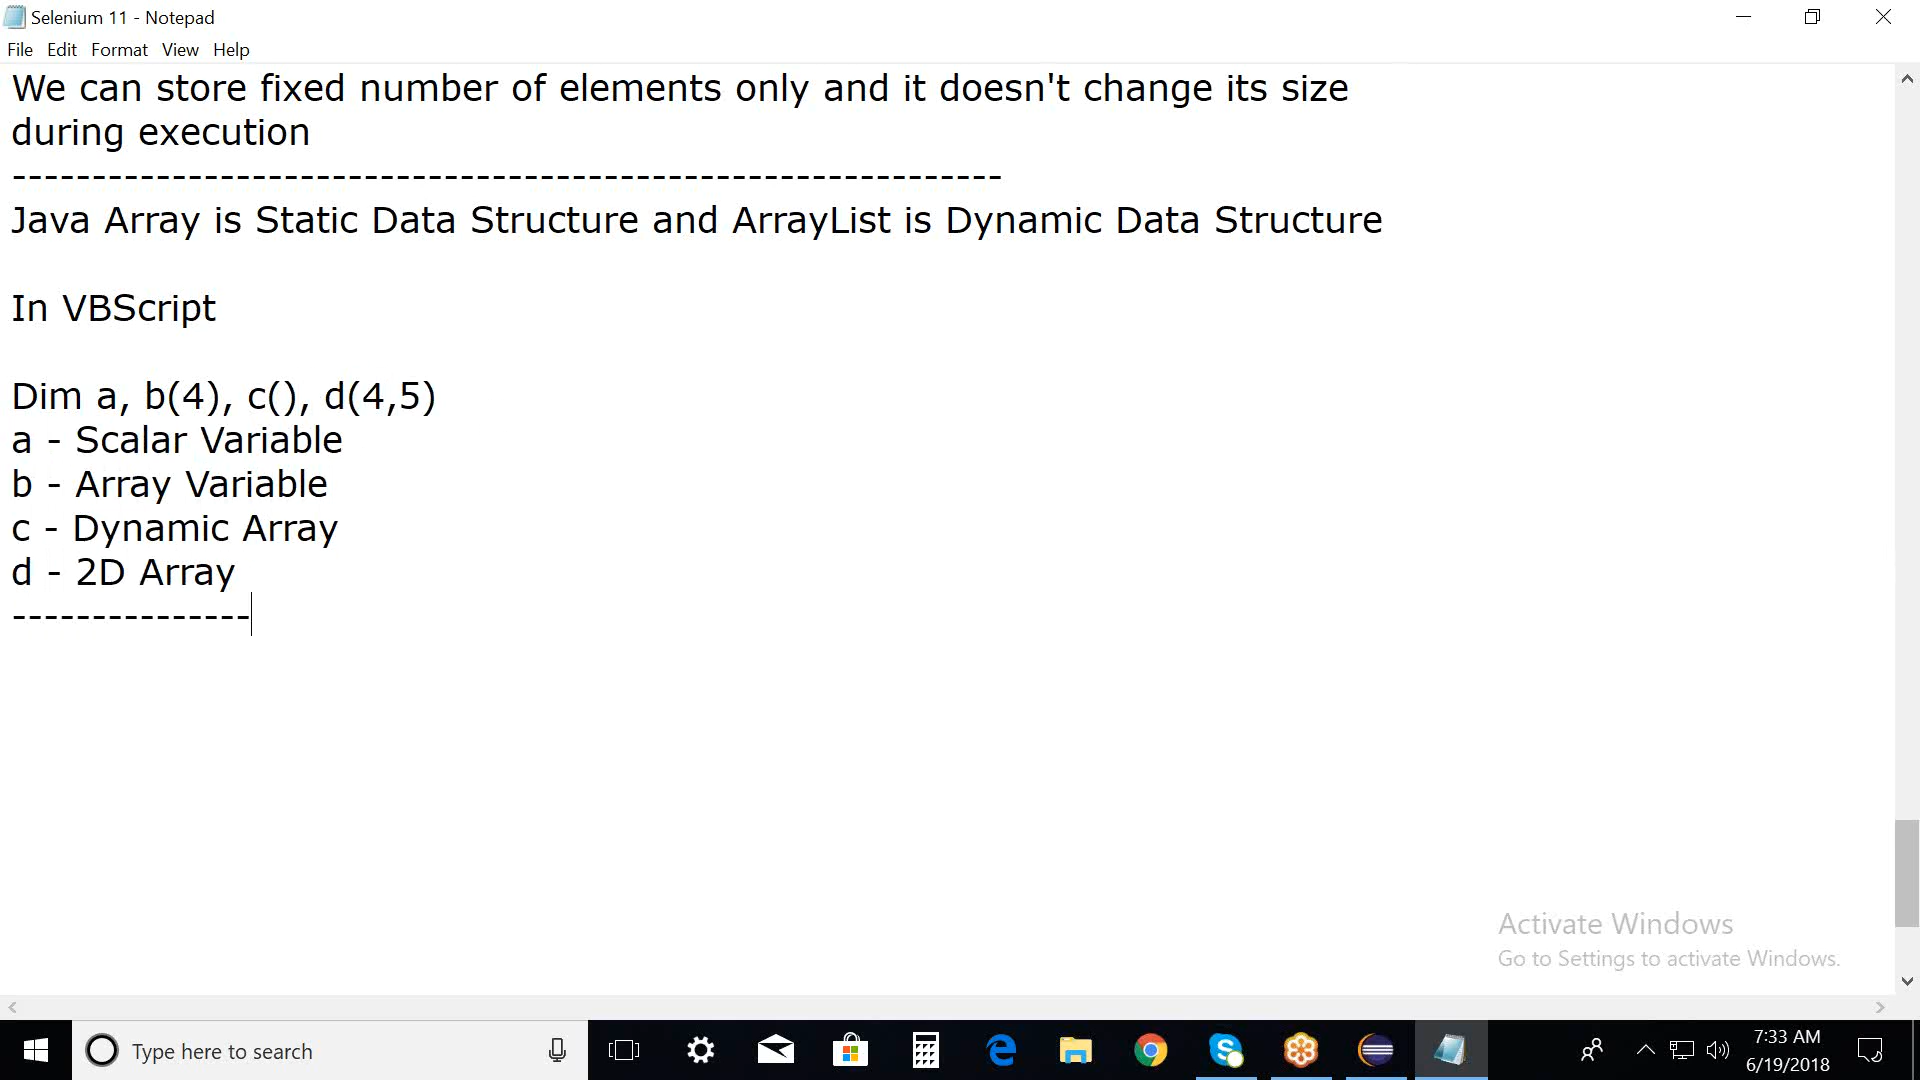 Selenium 11 - Notepad
File Edit Format View Help
We can store fixed number of elements only and it doesn't change its size
during execution
--------------------------------------------------------------
Java Array is Static Data Structure and ArrayList is Dynamic Data Structure
In VBScript
Dim a, b(4), c(), d(4,5)
a - Scalar Variable
b - Array Variable
c - Dynamic Array
d - 2D Array
---------------
Activate Windows
Go to Settings to activate Windows.
Type here to search
7:33 AM
6/19/2018